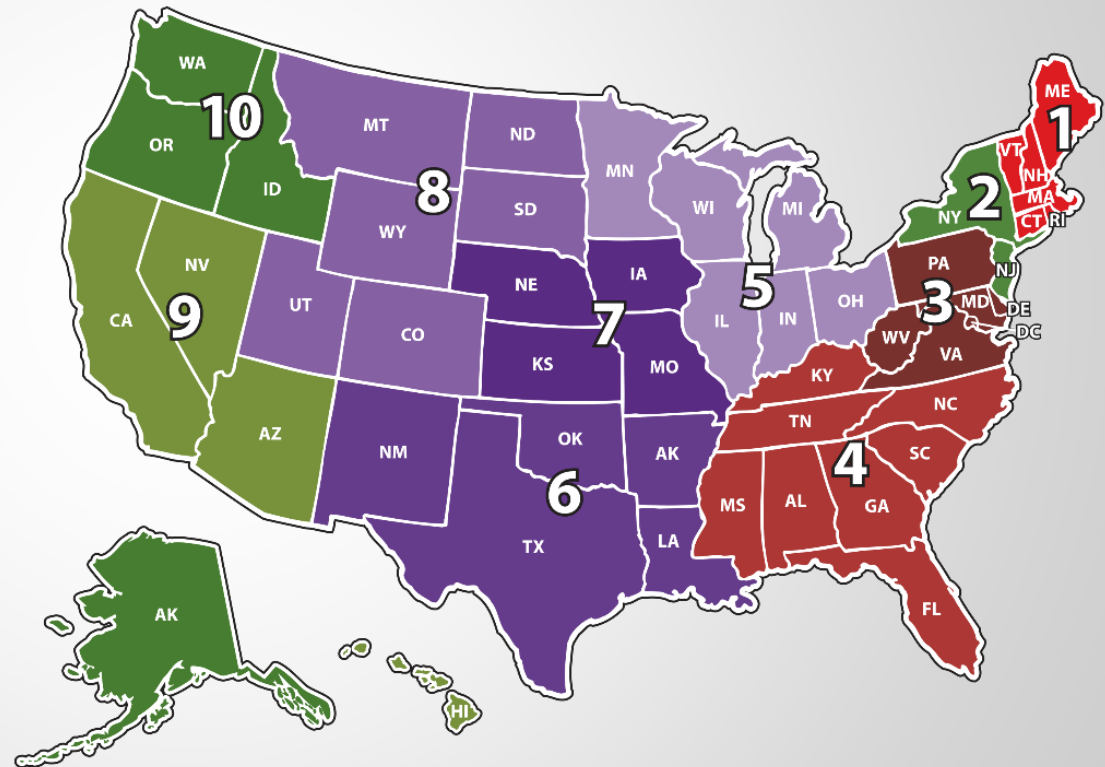 WA
ME
10
MT
ND
1
OR
VT
MN
NH
ID
8
2
MA
SD
WI
MI
NY
CT
RI
WY
NV
PA
NJ
NE
IA
5
3
MD
UT
DE
CA
9
7
IL
IN
OH
DC
CO
WV
VA
KS
MO
KY
NC
TN
AZ
OK
NM
AK
4
SC
6
MS
AL
GA
TX
LA
FL
AK
HI